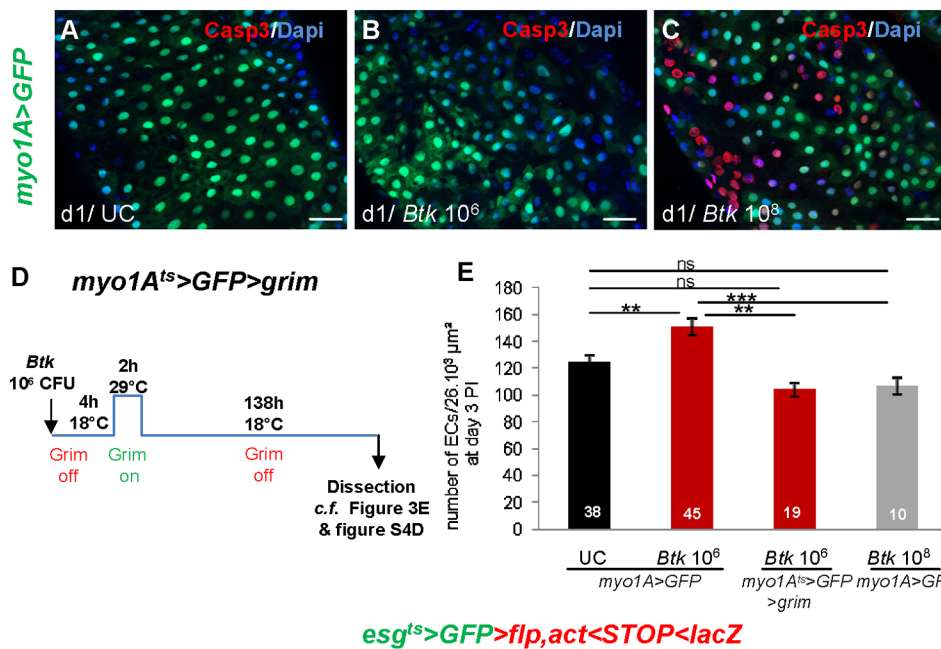 myo1A>GFP
A
Casp3/Dapi
d1/ UC
B
Casp3/Dapi
d1/ Btk 10⁶
C
Casp3/Dapi
d1/ Btk 10⁸
D
myo1Aᵗˢ>GFP>grim
Btk
10⁶ CFU
4h
18°C
2h
29°C
138h
18°C
Grim
off
Grim
on
Grim
off
Dissection
c.f. Figure 3E
& figure S4D
E
number of ECs/26.10³ µm²
at day 3 PI
180
160
140
120
100
80
60
40
20
0
ns
ns
***
**
**
38
45
19
10
UC
Btk 10⁶
Btk 10⁶
Btk 10⁸
myo1A>GFP
myo1Aᵗˢ>GFP
>grim
myo1A>GF
esgᵗˢ>GFP>flp,act<STOP<lacZ